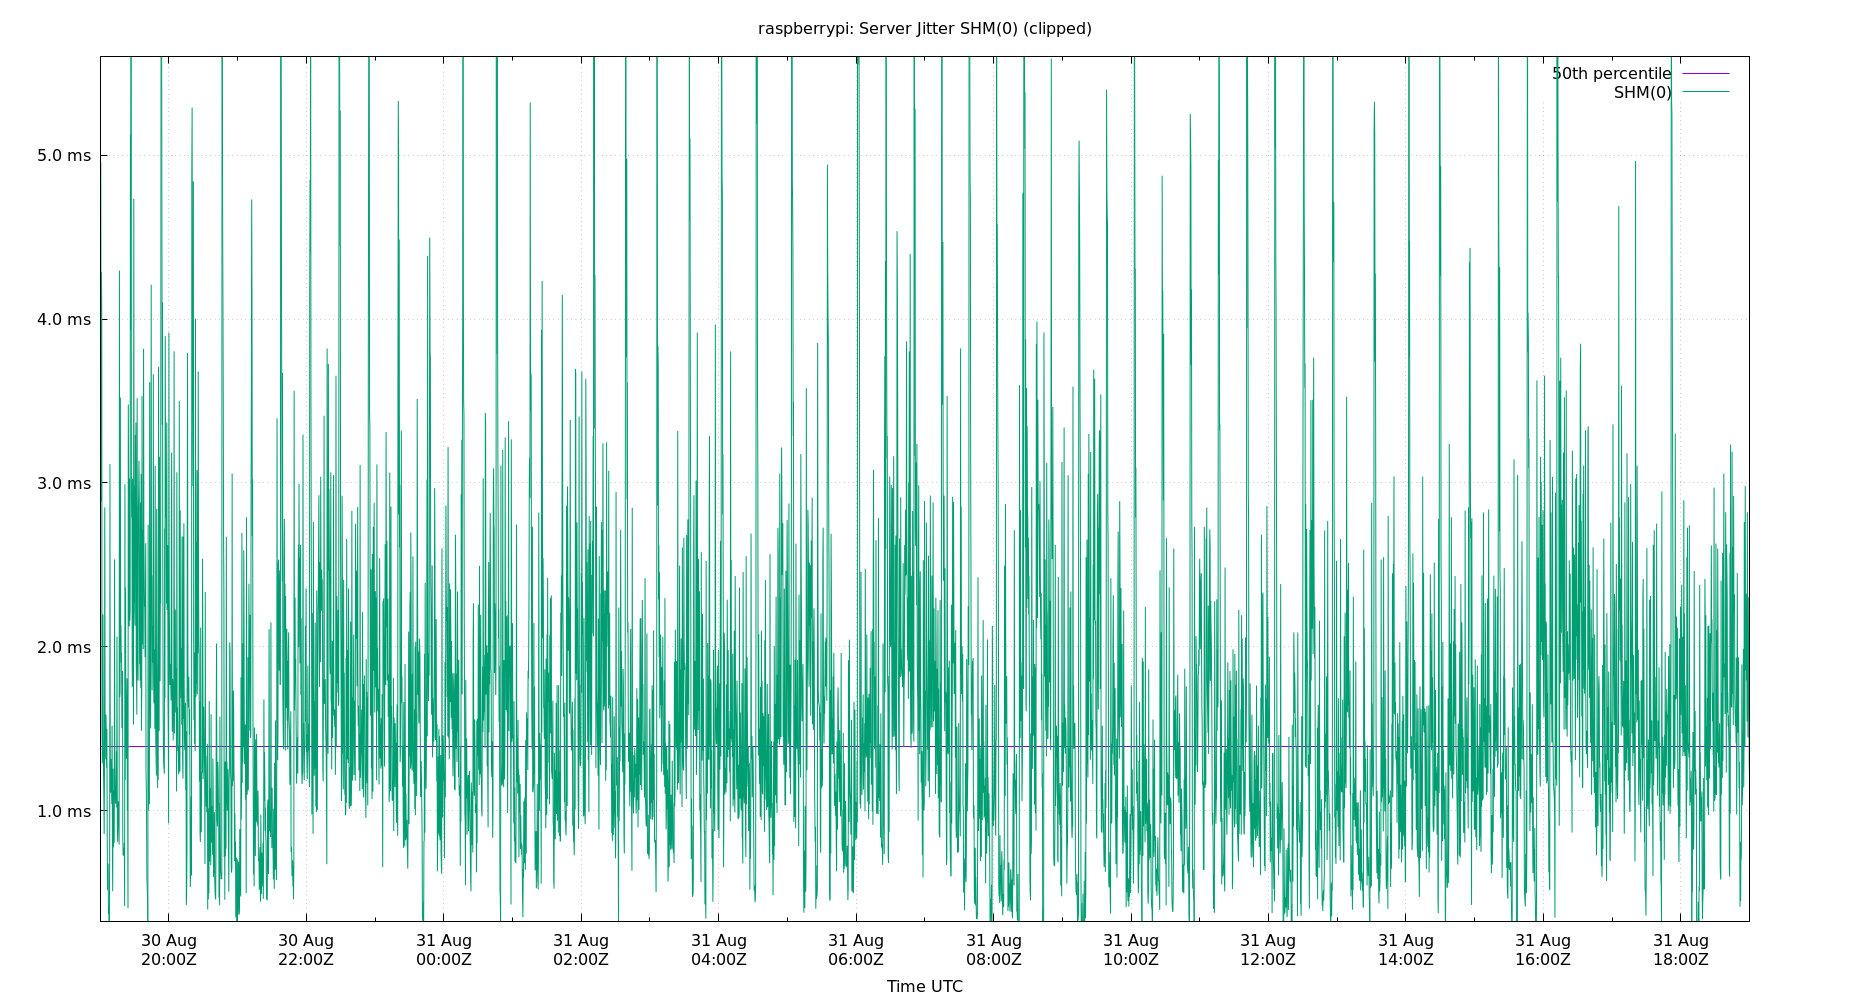 raspberrypi: Server Jitter SHM(0) (clipped)
50th percentile
SHM(0)
5.0 ms
4.0 ms
3.0 ms
2.0 ms
1.0 ms
30 Aug 30 Aug 31 Aug 31 Aug 31 Aug 31 Aug 31 Aug 31 Aug 31 Aug 31 Aug 31 Aug 31 Aug
20:00Z 22:00Z 00:00Z 02:00Z 04:00Z 06:00Z 08:00Z 10:00Z 12:00Z 14:00Z 16:00Z 18:00Z
Time UTC